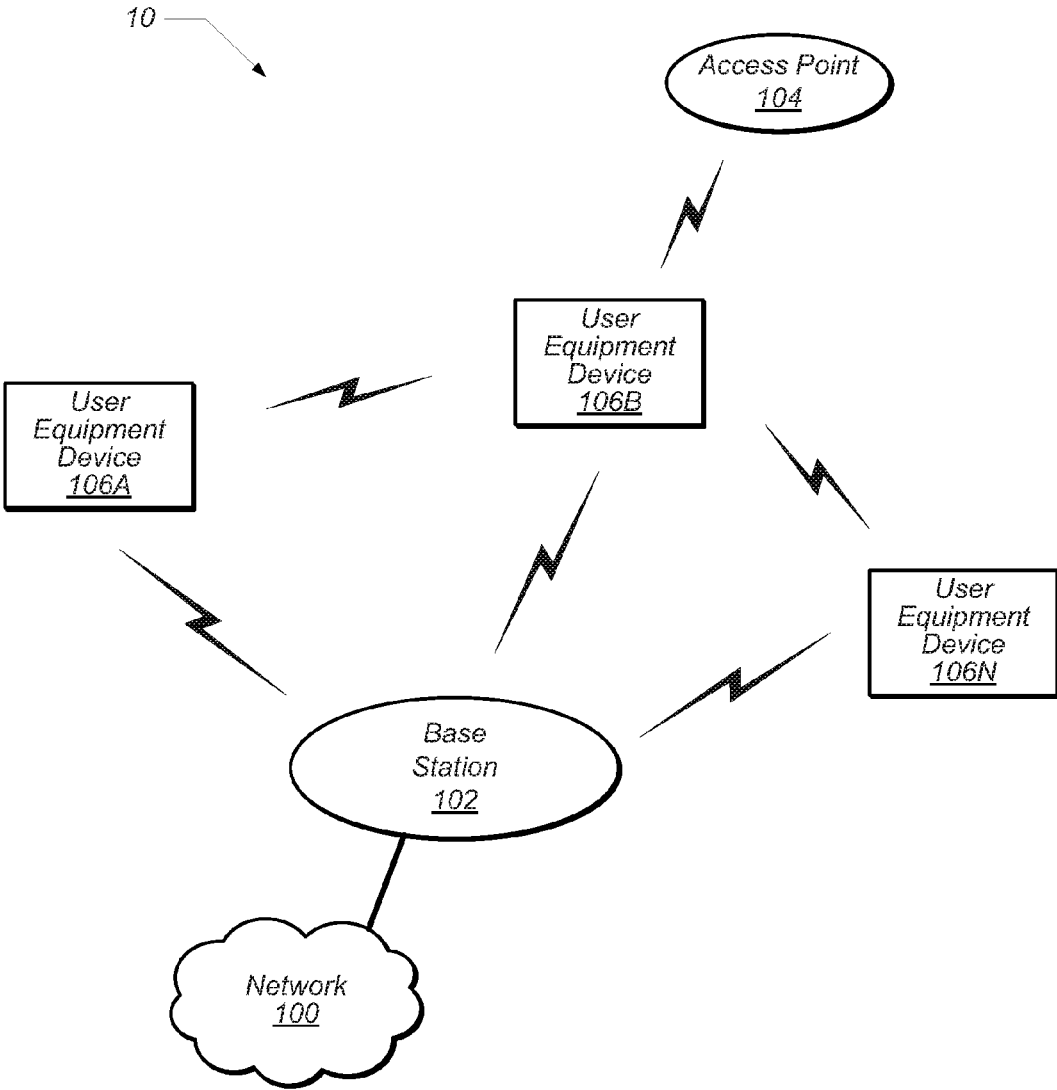 10
Access Point
104
User
Equipment
Device
106B
User
Equipment
Device
106A
User
Equipment
Device
106N
Base
Station
102
Network
100